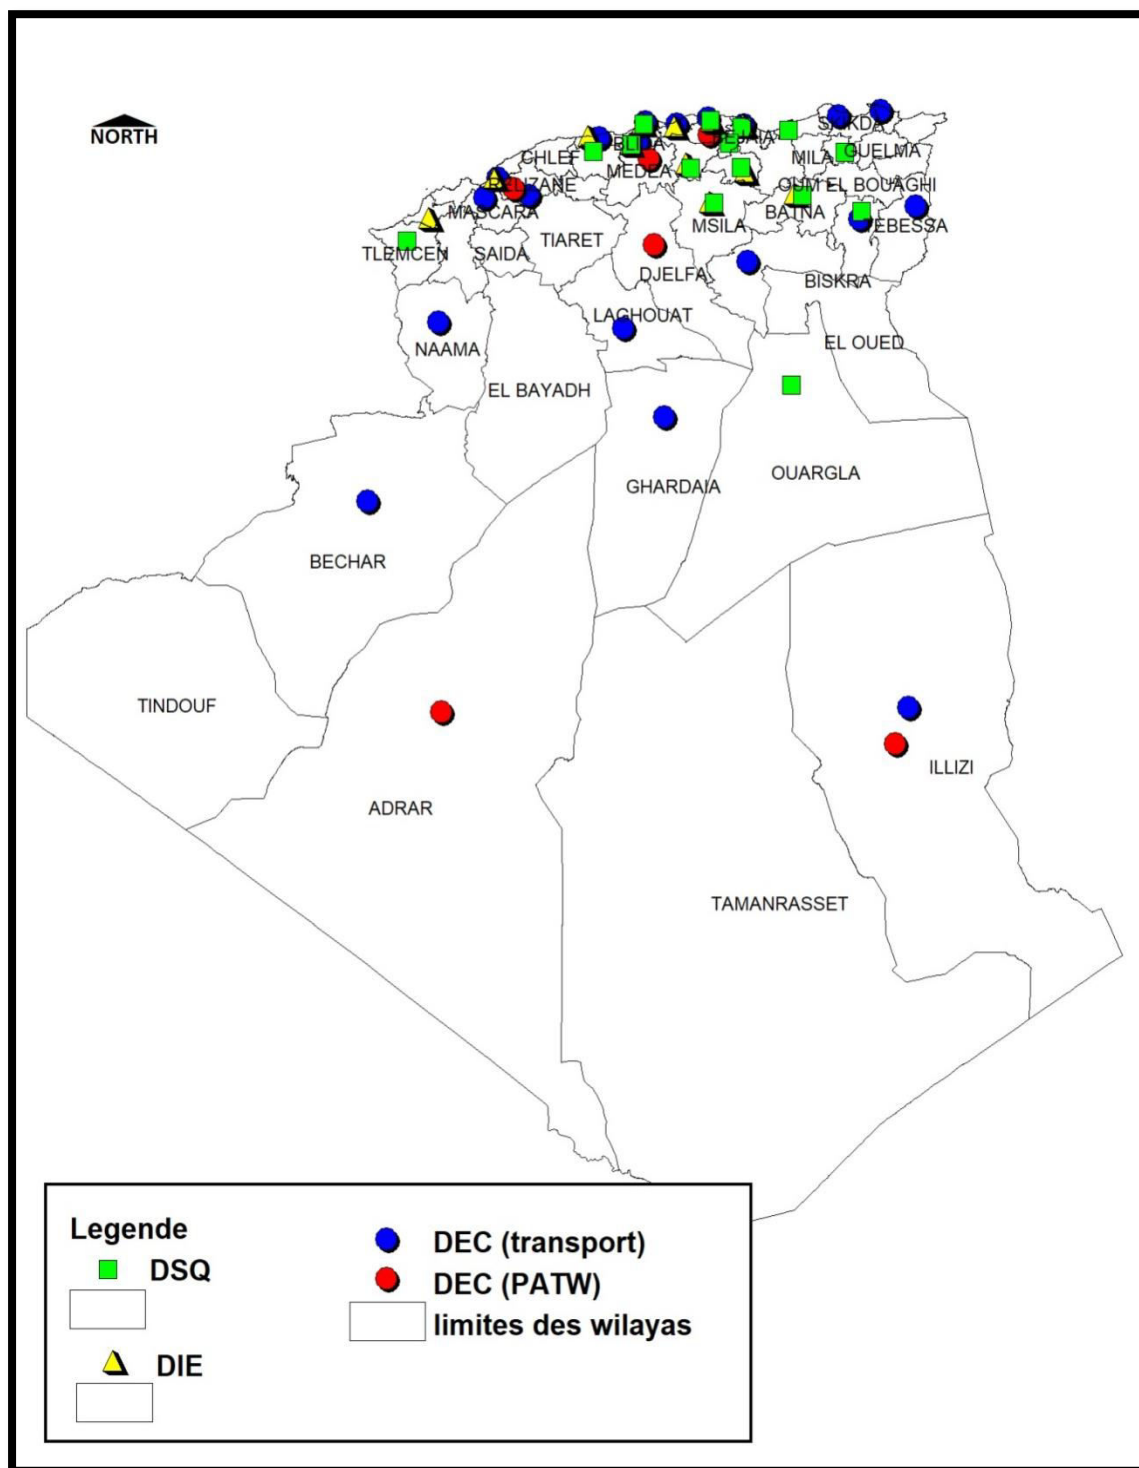 NORTH
SKIKDA
BLIDA
BEJAIA
CHLEF
MEDEA
MILA
GUELMA
RELIZANE
OUM EL BOUAGHI
MASCARA
MSILA
BATNA
TEBESSA
TLEMCEN
SAIDA
TIARET
DJELFA
BISKRA
LAGHOUAT
NAAMA
EL OUED
EL BAYADH
GHARDAIA
OUARGLA
BECHAR
TINDOUF
ADRAR
ILLIZI
TAMANRASSET
Legende
DSQ
DIE
DEC (transport)
DEC (PATW)
limites des wilayas